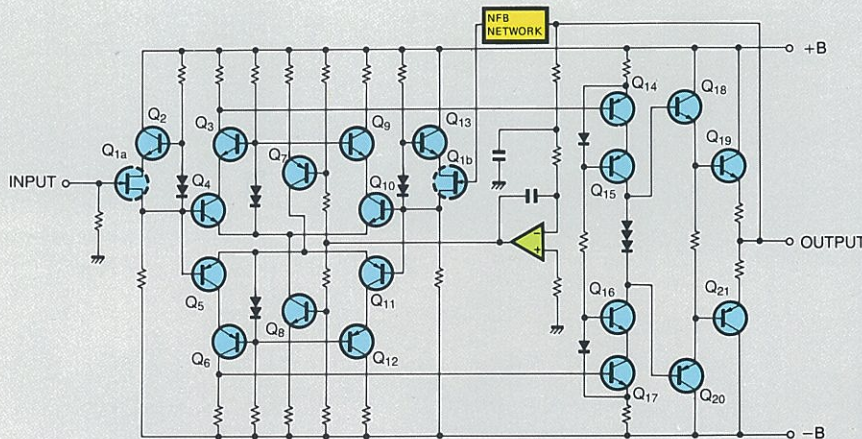 NFB
NETWORK
+B
Q14
Q18
Q2
Q3
Q9
Q13
Q1a
Q7
Q1b
Q19
INPUT
Q4
Q10
Q15
−
+
OUTPUT
Q5
Q11
Q16
Q21
Q8
Q6
Q12
Q17
Q20
−B